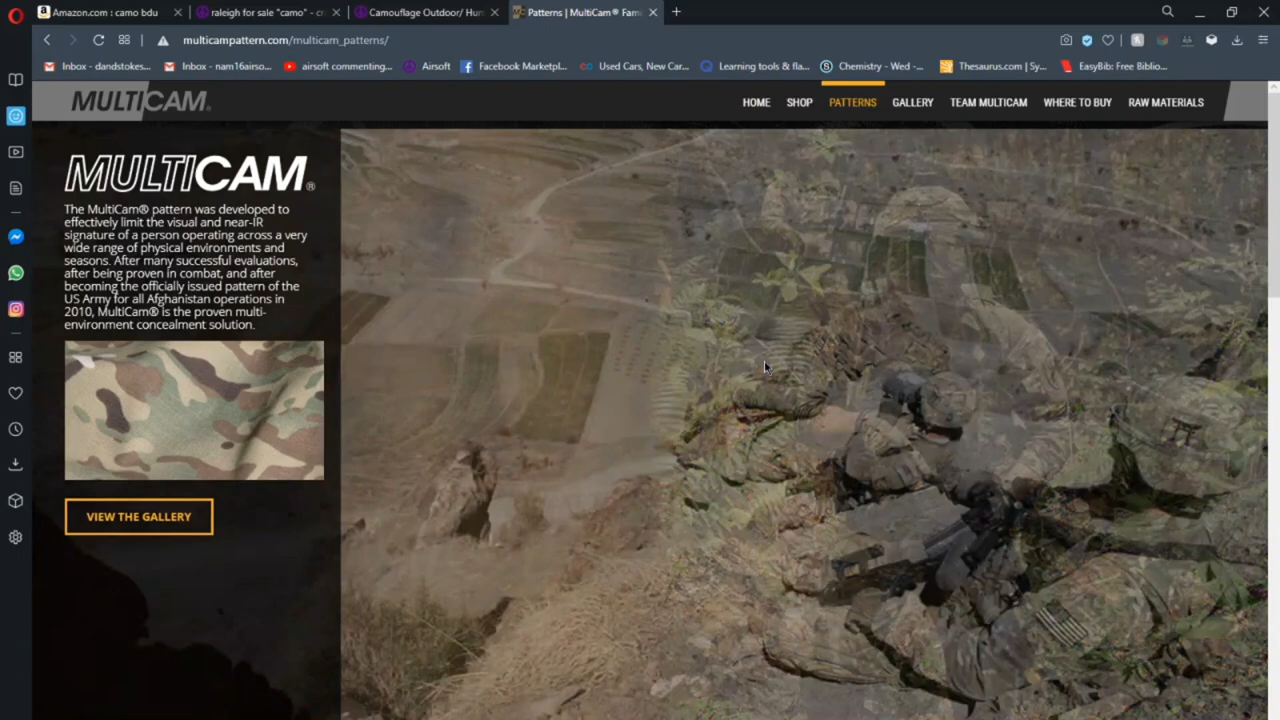 Amazon.com : camo bdu
raleigh for sale "camo" - cr
Camouflage Outdoor/ Hun
Patterns | MultiCam® Fam
multicampattern.com/multicam_patterns/
Inbox - dandstokes...
Inbox - nam16airso...
airsoft commenting...
Airsoft
Facebook Marketpl...
Used Cars, New Car...
Learning tools & fla...
Chemistry - Wed -...
Thesaurus.com | Sy...
EasyBib: Free Biblio...
MULTICAM®
HOME
SHOP
PATTERNS
GALLERY
TEAM MULTICAM
WHERE TO BUY
RAW MATERIALS
MULTICAM®
The MultiCam® pattern was developed to
effectively limit the visual and near-IR
signature of a person operating across a very
wide range of physical environments and
seasons. After many successful evaluations,
after being proven in combat, and after
becoming the officially issued pattern of the
US Army for all Afghanistan operations in
2010, MultiCam® is the proven multi-
environment concealment solution.
VIEW THE GALLERY